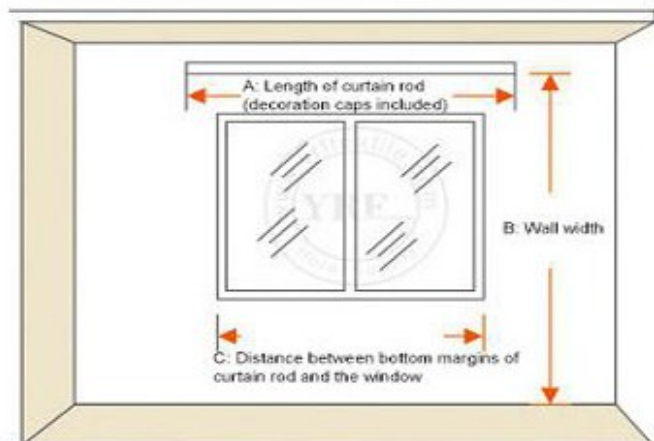 A: Length of curtain rod
(decoration caps included)
YRF
B: Wall width
C: Distance between bottom margins of
curtain rod and the window